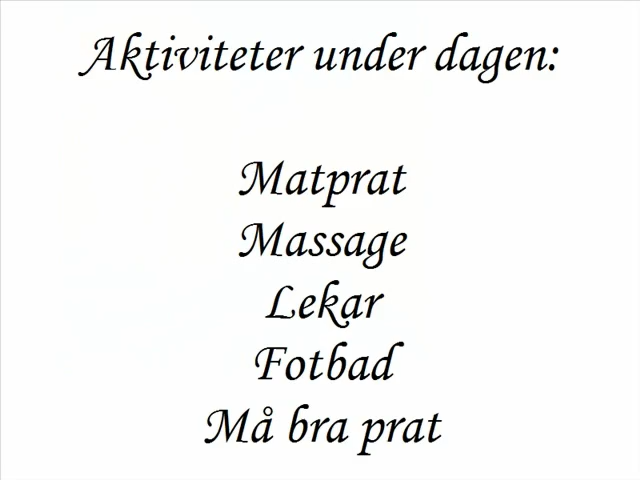 Aktiviteter under dagen:
Matprat
Massage
Lekar
Fotbad
Må bra prat